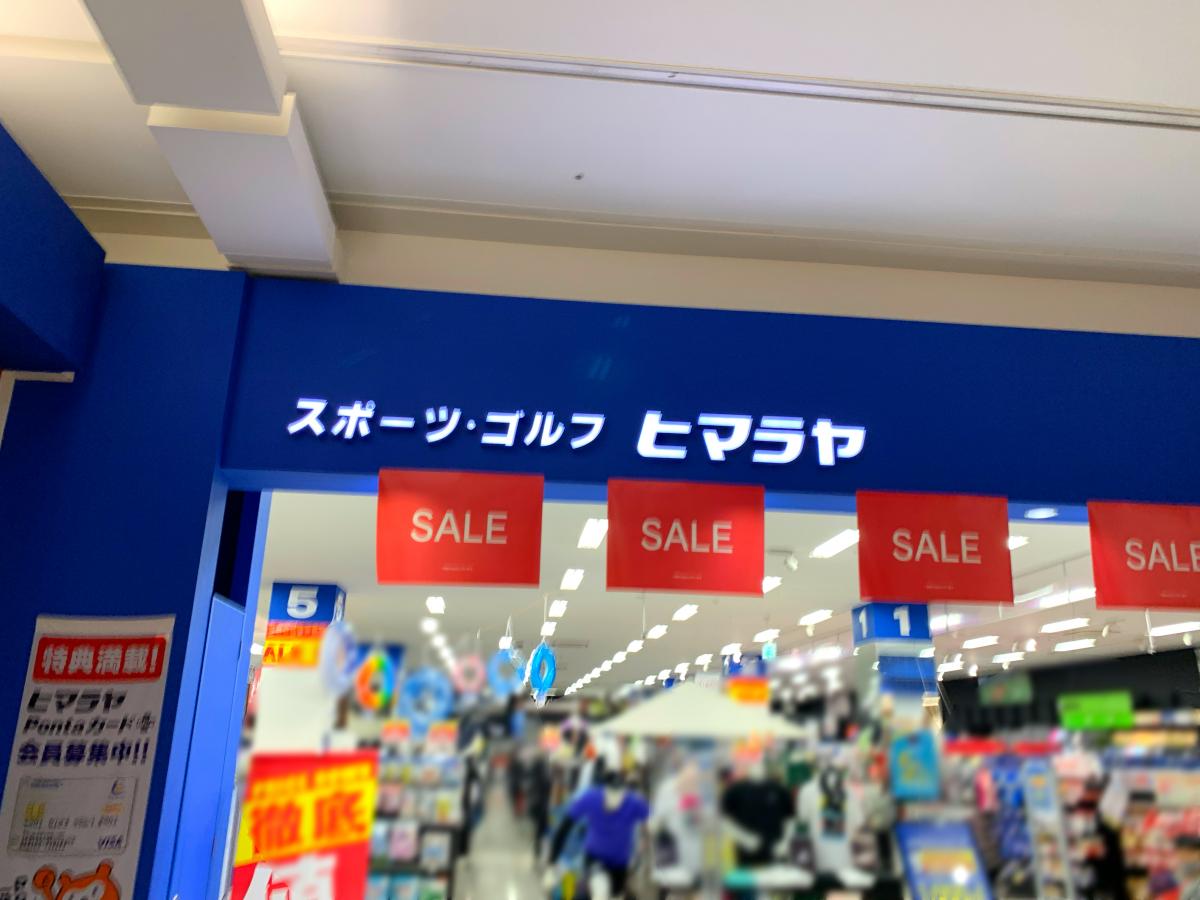 スポーツ・ゴルフ ヒマラヤ
SALE
SALE
SALE
SALE
5
1 1
特典満載!
ヒマラヤ
Pontaカード
会員募集中!!
VISA
徹底